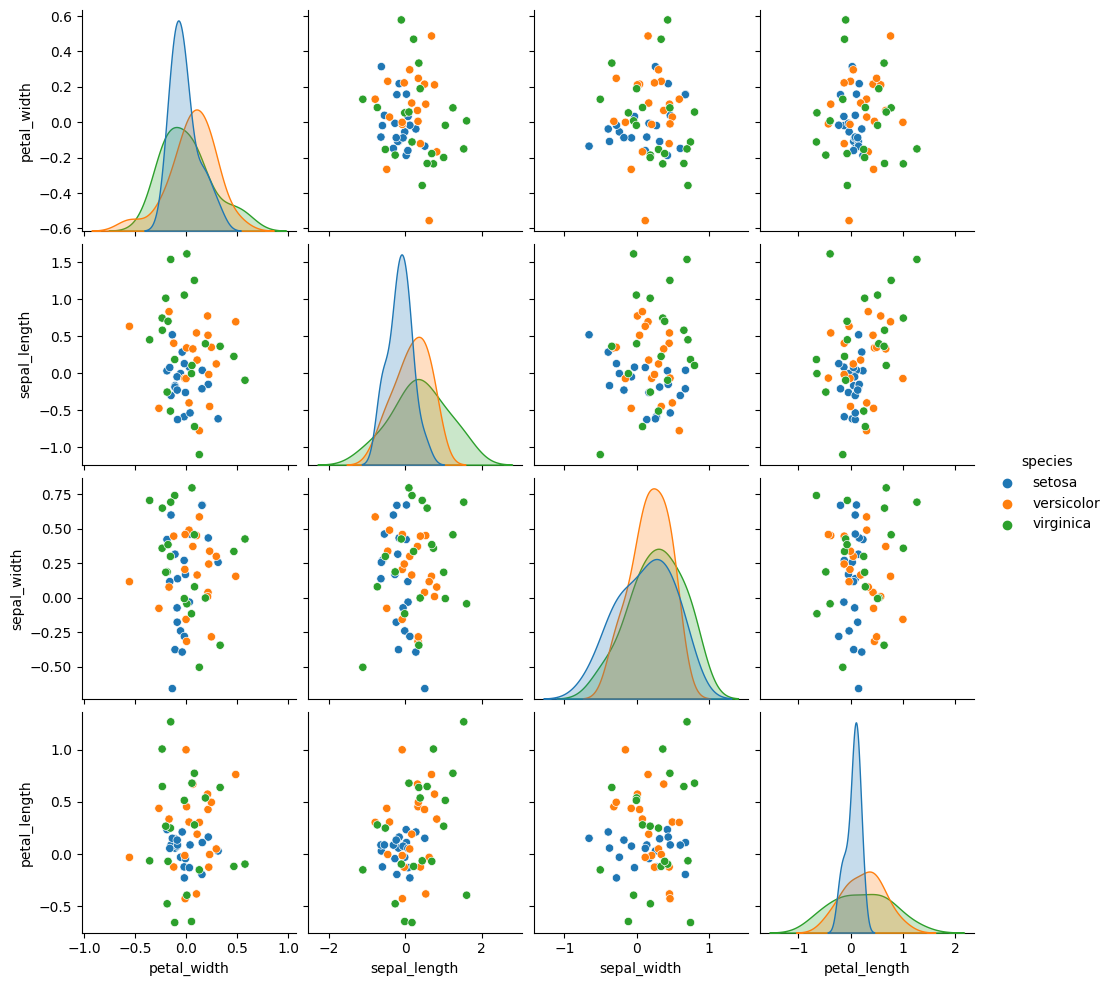 petal_width
0.6
0.4
0.2
0.0
−0.2
−0.4
−0.6
sepal_length
1.5
1.0
0.5
0.0
−0.5
−1.0
species
setosa
versicolor
virginica
sepal_width
0.75
0.50
0.25
0.00
−0.25
−0.50
petal_length
1.0
0.5
0.0
−0.5
−1.0 −0.5 0.0 0.5 1.0
petal_width
−2 0 2
sepal_length
−1 0 1
sepal_width
−1 0 1 2
petal_length